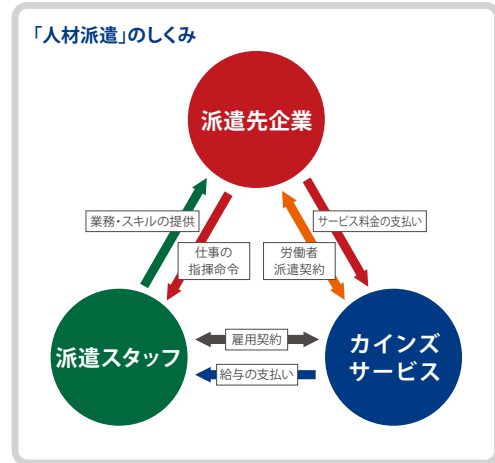 「人材派遣」のしくみ
派遣先企業
業務・スキルの提供
サービス料金の支払い
仕事の
指揮命令
労働者
派遣契約
派遣スタッフ
雇用契約
給与の支払い
カインズ
サービス